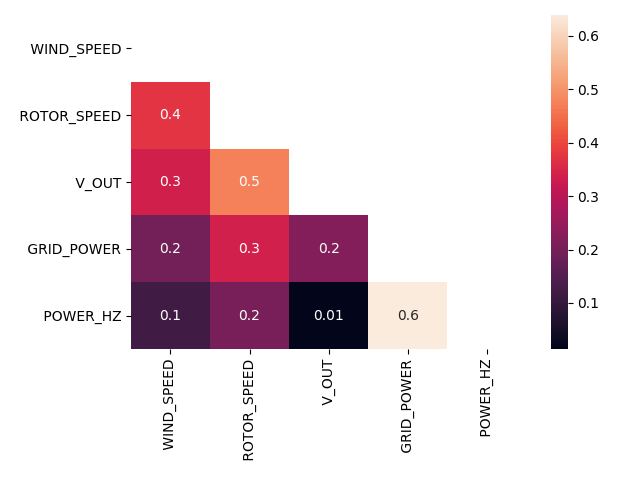 WIND_SPEED
ROTOR_SPEED
0.4
V_OUT
0.3 0.5
GRID_POWER
0.2 0.3 0.2
POWER_HZ
0.1 0.2 0.01 0.6
WIND_SPEED
ROTOR_SPEED
V_OUT
GRID_POWER
POWER_HZ
0.6
0.5
0.4
0.3
0.2
0.1